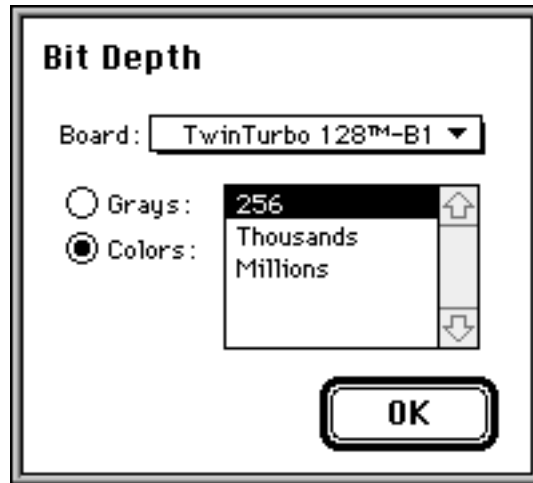 Bit Depth
Board: TwinTurbo 128™-B1
Grays:
Colors:
256
Thousands
Millions
OK